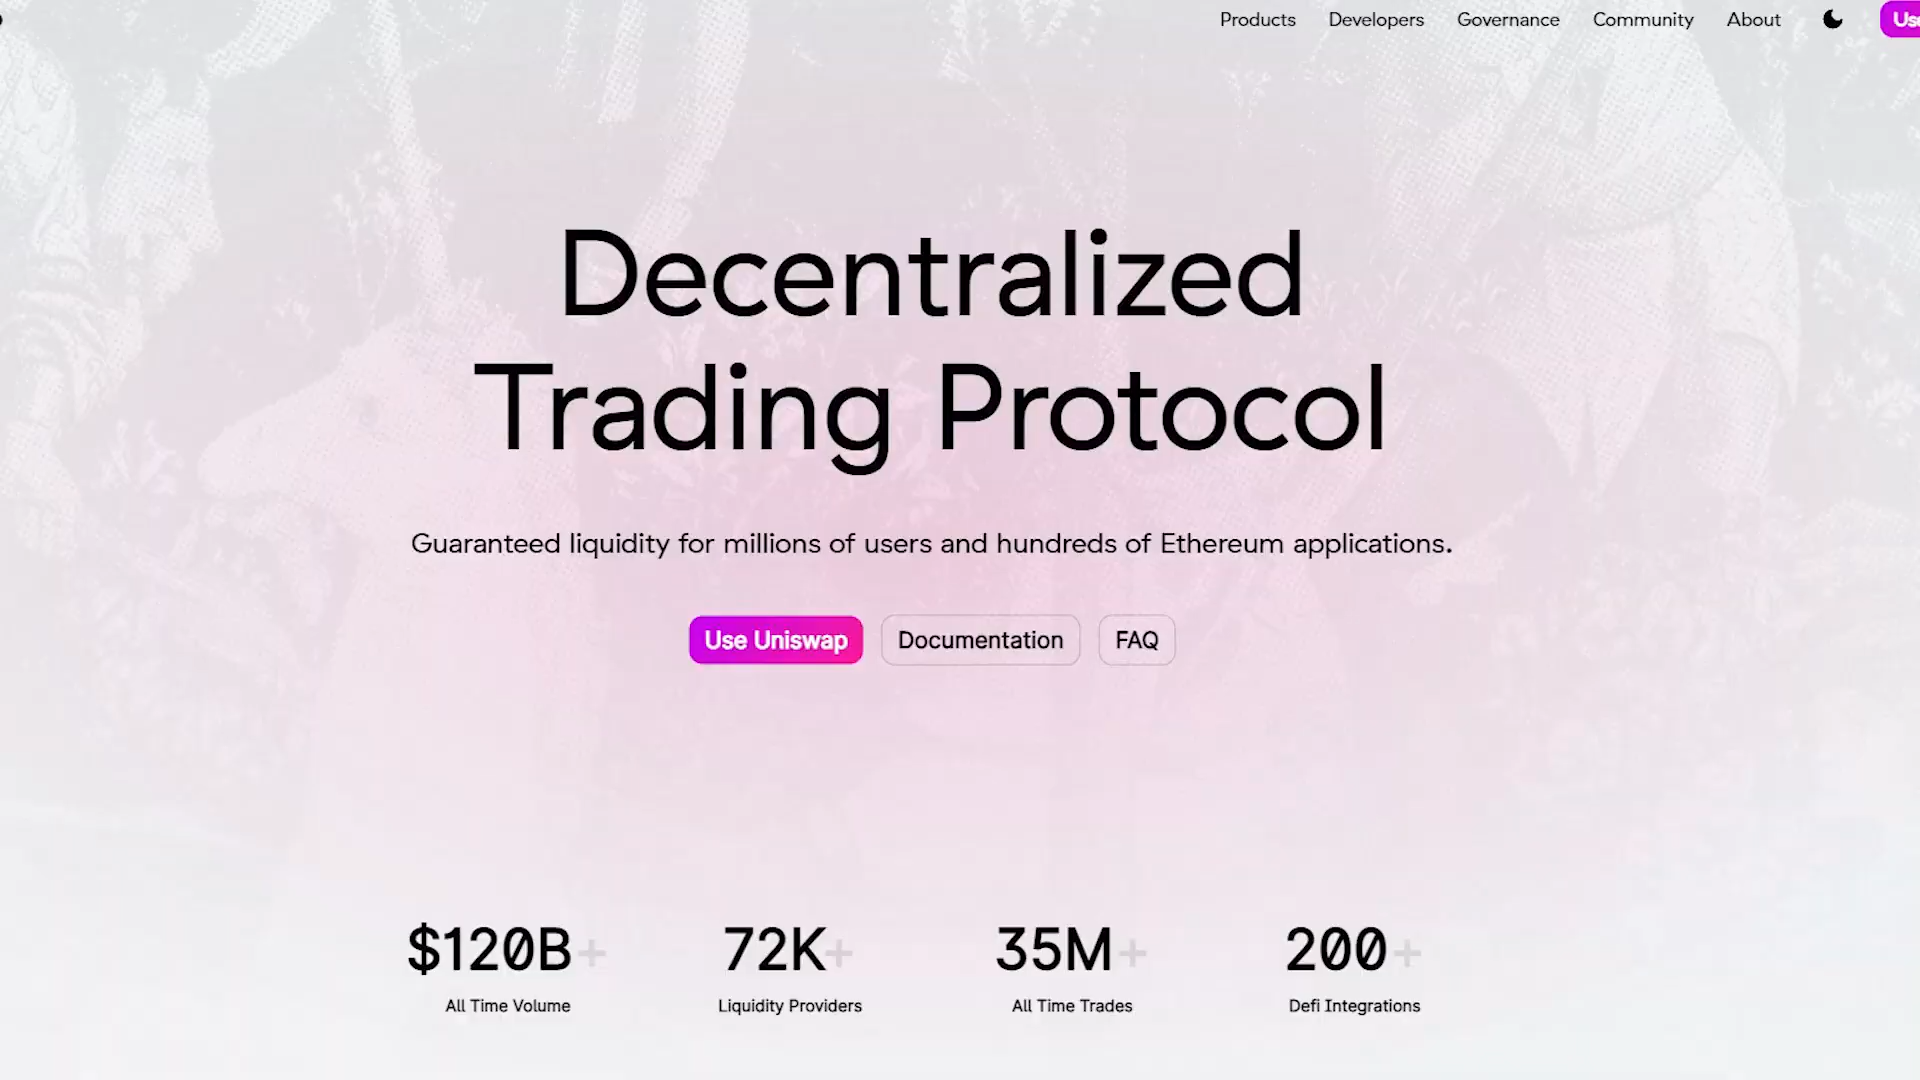 Products Developers Governance Community About Use
Decentralized
Trading Protocol
Guaranteed liquidity for millions of users and hundreds of Ethereum applications.
Use Uniswap Documentation FAQ
$120B+ 72K+ 35M+ 200+
All Time Volume Liquidity Providers All Time Trades Defi Integrations